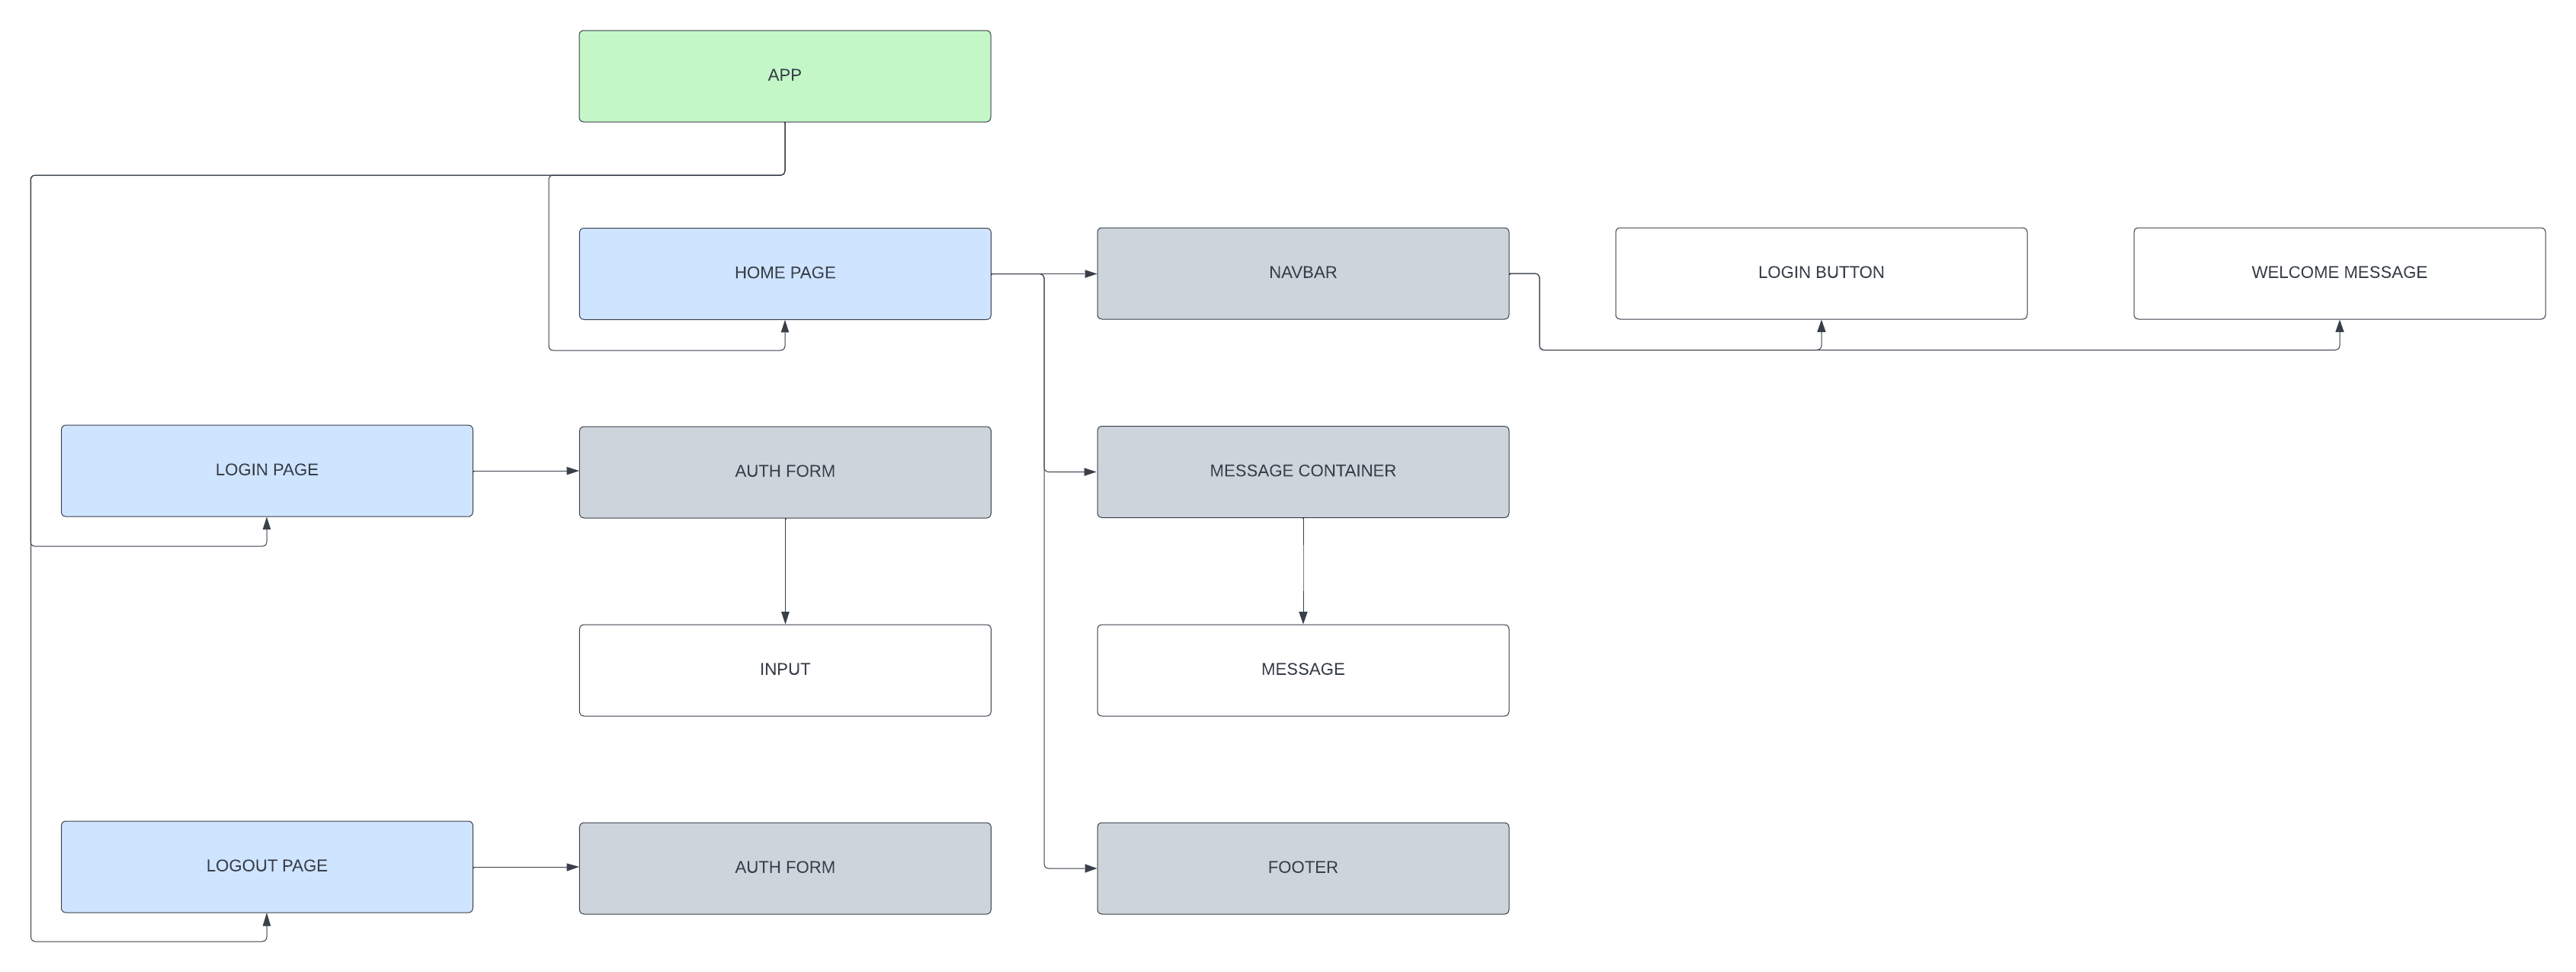 APP
HOME PAGE
NAVBAR
LOGIN BUTTON
WELCOME MESSAGE
LOGIN PAGE
AUTH FORM
MESSAGE CONTAINER
INPUT
MESSAGE
LOGOUT PAGE
AUTH FORM
FOOTER